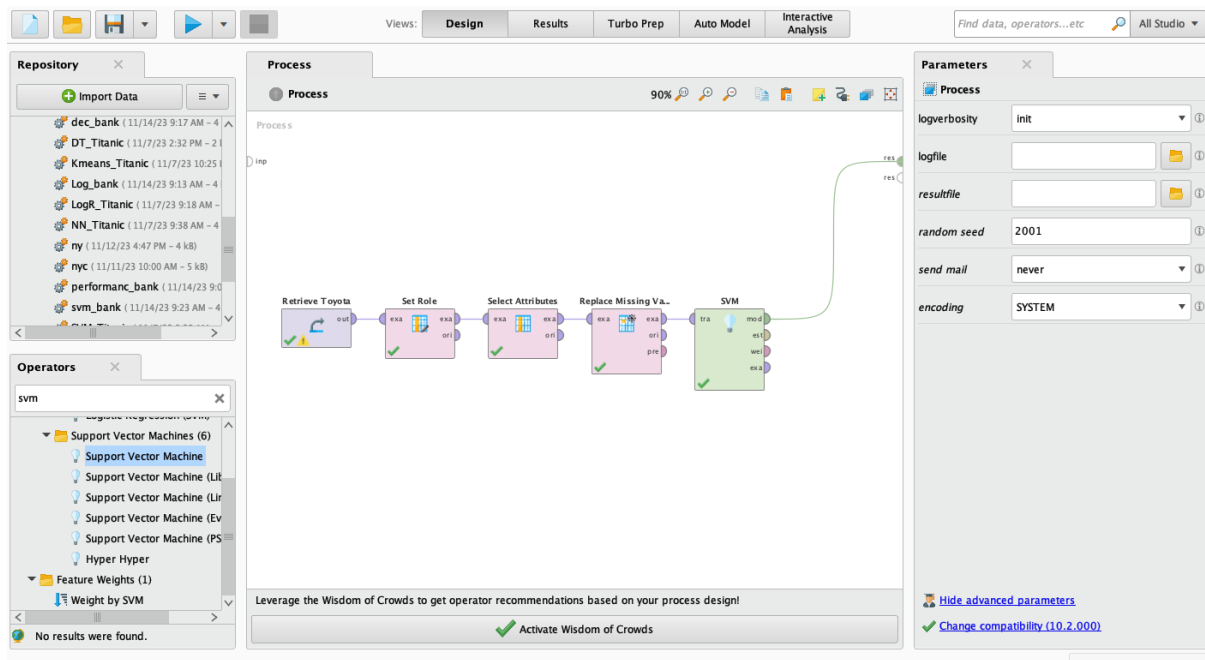 Views: Design Results Turbo Prep Auto Model Interactive Analysis Find data, operators...etc All Studio
Repository
Import Data
dec_bank (11/14/23 9:17 AM – 4
DT_Titanic (11/7/23 2:32 PM – 2
Kmeans_Titanic (11/7/23 10:25
Log_bank (11/14/23 9:13 AM – 4
LogR_Titanic (11/7/23 9:18 AM –
NN_Titanic (11/7/23 9:38 AM – 4
ny (11/12/23 4:47 PM – 4 kB)
nyc (11/11/23 10:00 AM – 5 kB)
performanc_bank (11/14/23 9:0
svm_bank (11/14/23 9:23 AM – 4
Operators
svm
Support Vector Machines (6)
Support Vector Machine
Support Vector Machine (Lib
Support Vector Machine (Lin
Support Vector Machine (Ev
Support Vector Machine (PS
Hyper Hyper
Feature Weights (1)
Weight by SVM
No results were found.
Process
Process
90%
Process
inp
res
res
Retrieve Toyota
out
Set Role
exa exa
ori
Select Attributes
exa exa
ori
Replace Missing Va...
exa exa
ori
pre
SVM
tra mod
est
wei
exa
Leverage the Wisdom of Crowds to get operator recommendations based on your process design!
Activate Wisdom of Crowds
Parameters
Process
logverbosity init
logfile
resultfile
random seed 2001
send mail never
encoding SYSTEM
Hide advanced parameters
Change compatibility (10.2.000)